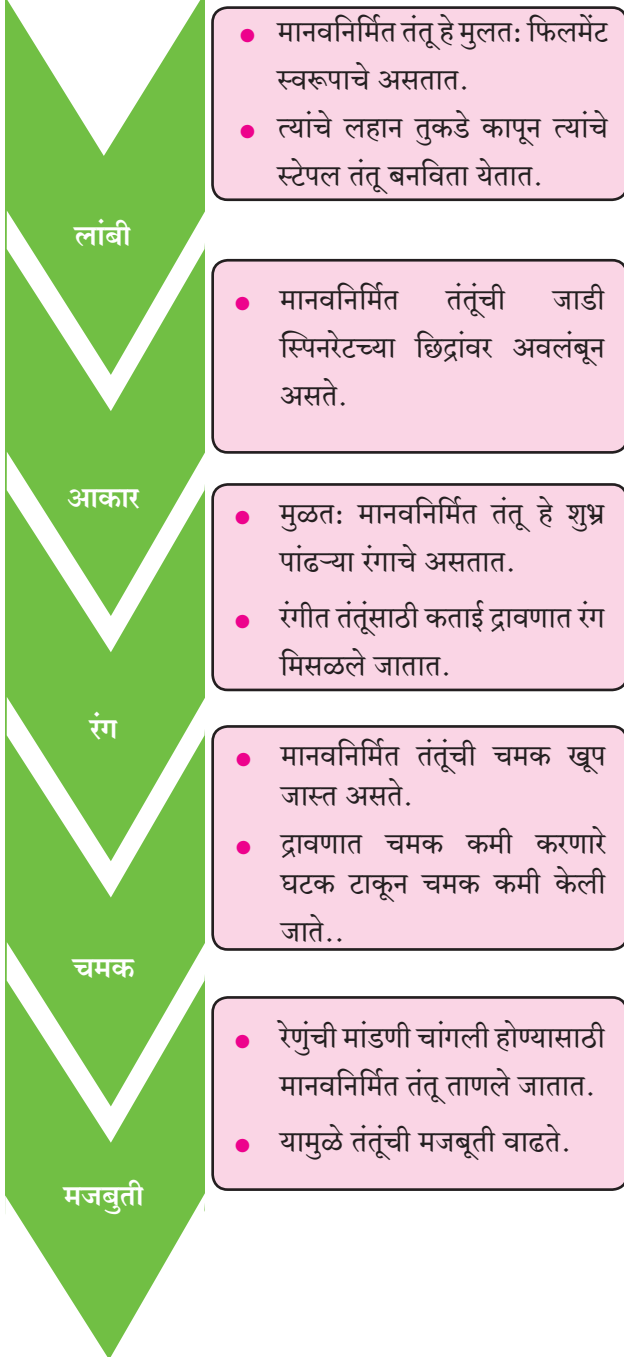 • मानवनिर्मित तंतू हे मुलत: फिलमेंट
स्वरूपाचे असतात.
• त्यांचे लहान तुकडे कापून त्यांचे
स्टेपल तंतू बनविता येतात.
लांबी
• मानवनिर्मित तंतूंची जाडी
स्पिनरेटच्या छिद्रांवर अवलंबून
असते.
आकार
• मुळत: मानवनिर्मित तंतू हे शुभ्र
पांढऱ्या रंगाचे असतात.
• रंगीत तंतूंसाठी कताई द्रावणात रंग
मिसळले जातात.
रंग
• मानवनिर्मित तंतूंची चमक खूप
जास्त असते.
• द्रावणात चमक कमी करणारे
घटक टाकून चमक कमी केली
जाते..
चमक
• रेणुंची मांडणी चांगली होण्यासाठी
मानवनिर्मित तंतू ताणले जातात.
• यामुळे तंतूंची मजबूती वाढते.
मजबुती